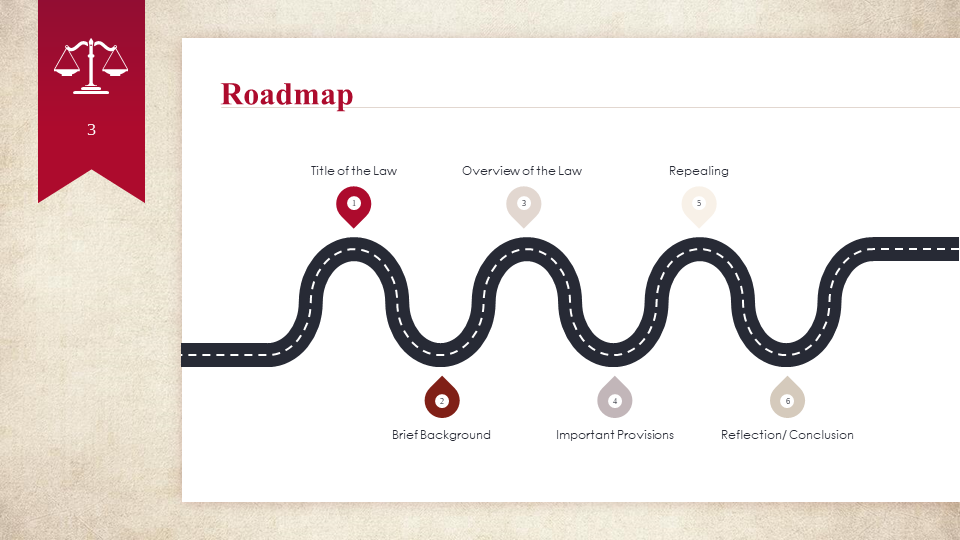 3
Roadmap
Title of the Law
Overview of the Law
Repealing
1
3
5
2
4
6
Brief Background
Important Provisions
Reflection/ Conclusion